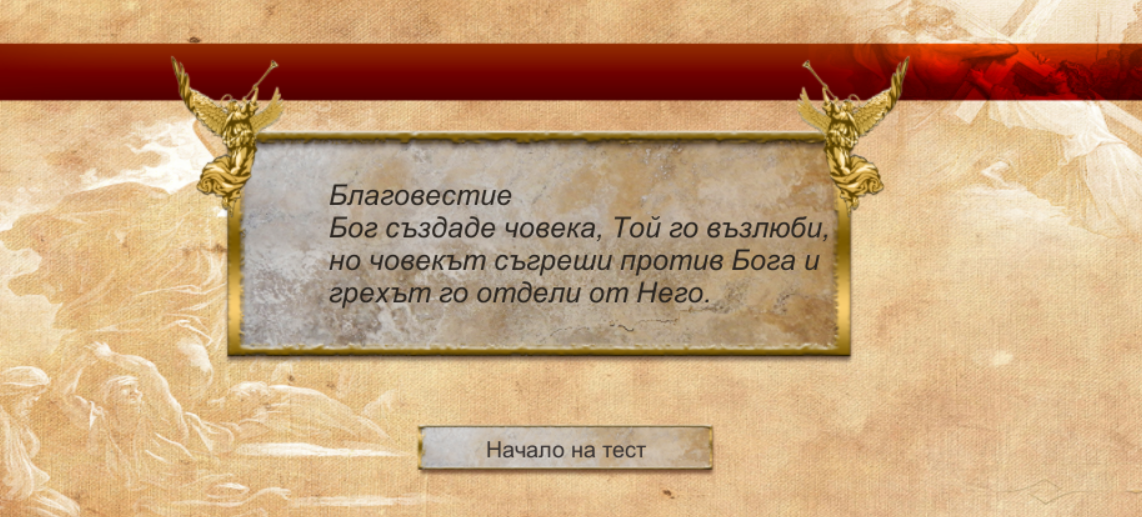 Благовестие
Бог създаде човека, Той го възлюби,
но човекът съгреши против Бога и
грехът го отдели от Него.
Начало на тест